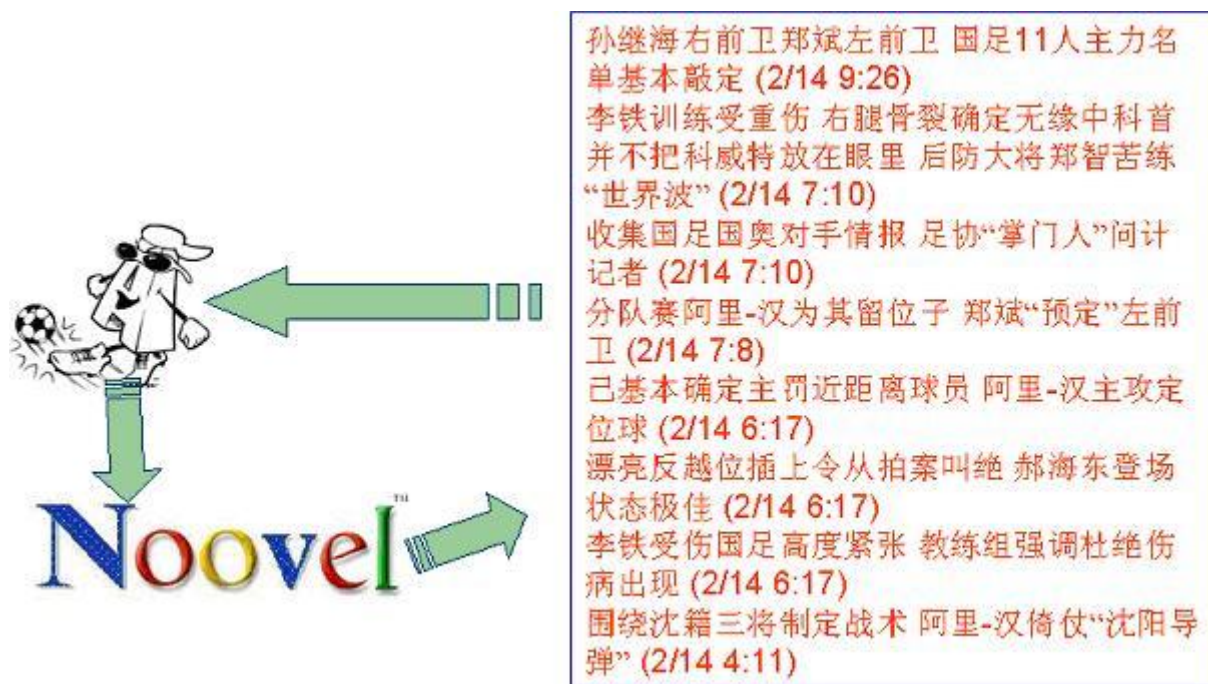 孙继海右前卫郑斌左前卫 国足11人主力名
单基本敲定 (2/14 9:26)
李铁训练受重伤 右腿骨裂确定无缘中科首
并不把科威特放在眼里 后防大将郑智苦练
“世界波” (2/14 7:10)
收集国足国奥对手情报 足协“掌门人”问计
记者 (2/14 7:10)
分队赛阿里-汉为其留位子 郑斌“预定”左前
卫 (2/14 7:8)
已基本确定主罚近距离球员 阿里-汉主攻定
位球 (2/14 6:17)
漂亮反越位插上令从拍案叫绝 郝海东登场
状态极佳 (2/14 6:17)
李铁受伤国足高度紧张 教练组强调杜绝伤
病出现 (2/14 6:17)
围绕沈籍三将制定战术 阿里-汉倚仗“沈阳导
弹” (2/14 4:11)
Noovel™